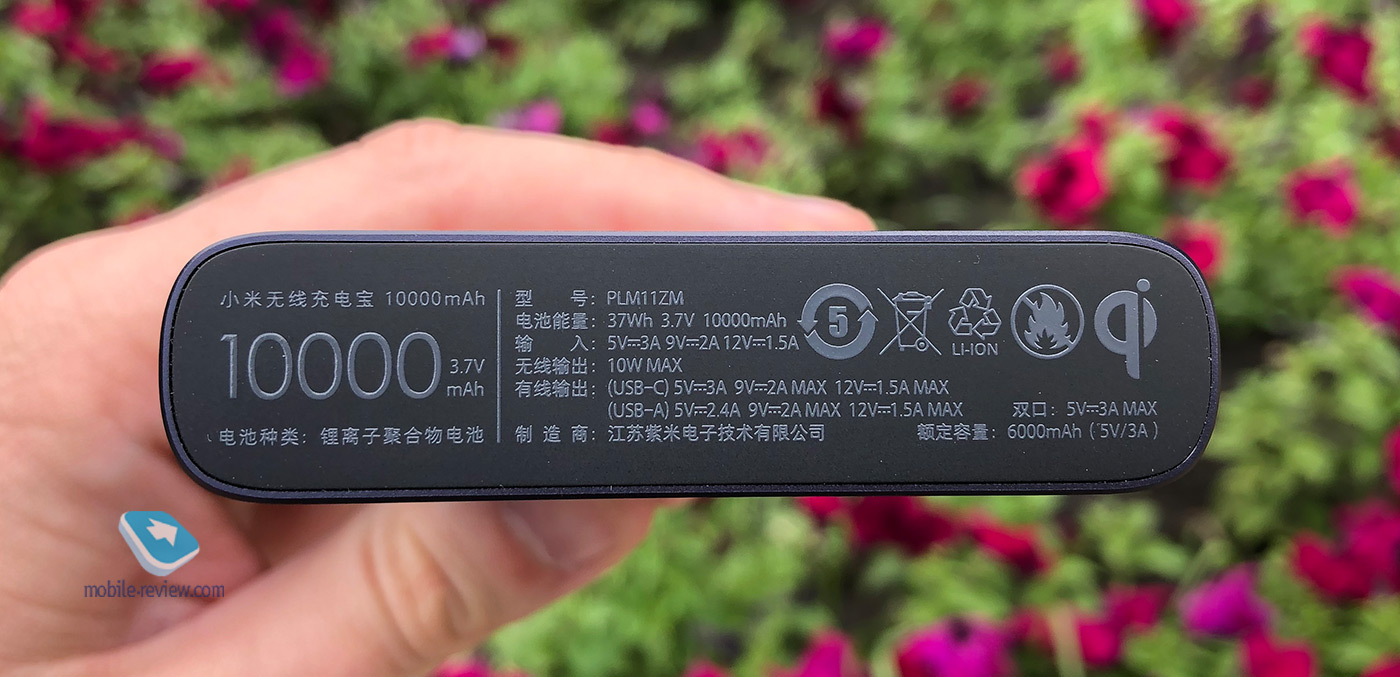 小米无线充电宝 10000mAh
10000 3.7V mAh
电池种类：锂离子聚合物电池
型 号：PLM11ZM
电池能量：37Wh 3.7V 10000mAh
输 入：5V⎓3A 9V⎓2A 12V⎓1.5A
无线输出：10W MAX
有线输出：(USB-C) 5V⎓3A 9V⎓2A MAX 12V⎓1.5A MAX
(USB-A) 5V⎓2.4A 9V⎓2A MAX 12V⎓1.5A MAX 双口：5V⎓3A MAX
制 造 商：江苏紫米电子技术有限公司 额定容量：6000mAh (5V/3A)
5
LI-ION
qi
mobile-review.com